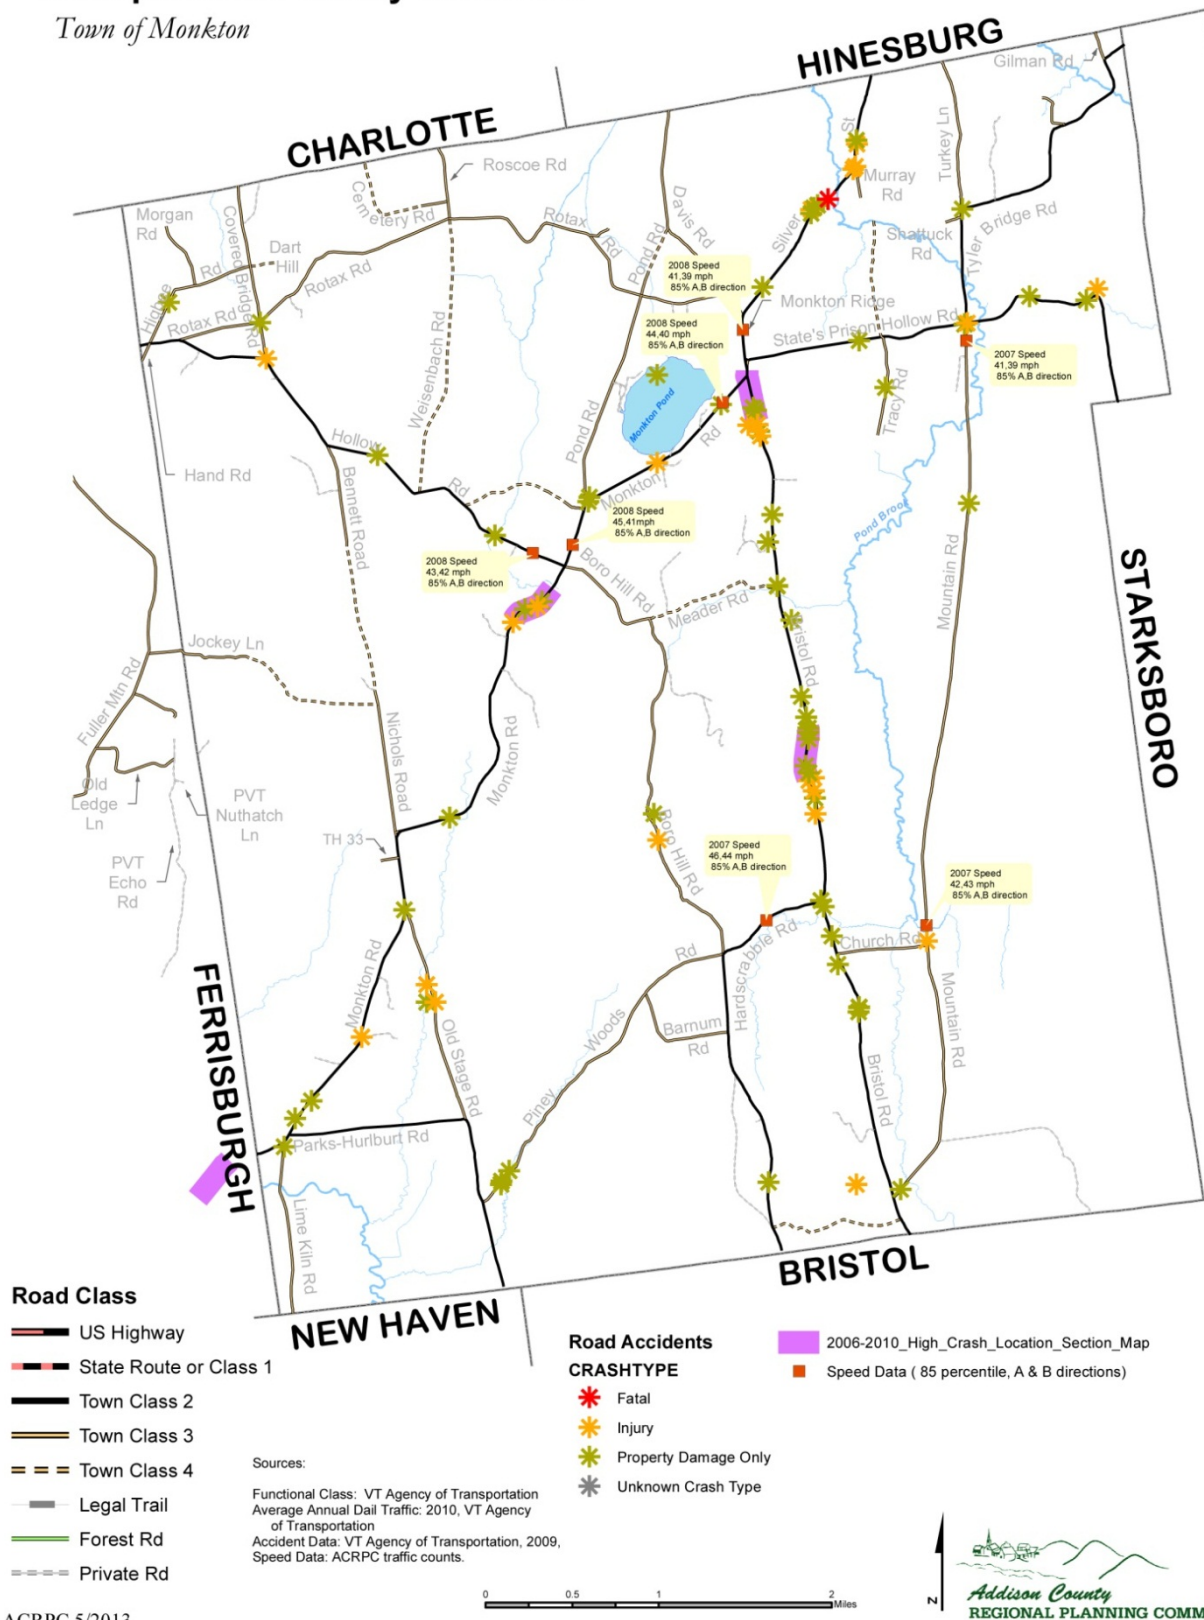 Town of Monkton
HINESBURG
Gilman Rd
CHARLOTTE
Roscoe Rd
St
Turkey Ln
Murray
Rd
Cemetery Rd
Morgan
Rd
Covered Bridge Rd
Dart
Hill
Rotax Rd
Davis Rd
Silver
Shattuck
Rd
Tyler Bridge Rd
Rd
Rotax Rd
Pond Rd
2008 Speed
41,39 mph
85% A,B direction
Monkton Ridge
Rotax Rd
State's Prison Hollow Rd
2008 Speed
44,40 mph
85% A,B direction
2007 Speed
41,39 mph
85% A,B direction
Weisenbach Rd
Monkton Pond
Tracy Rd
Hollow
Rd
Pond Rd
Monkton
Rd
Hand Rd
Bennett Road
2008 Speed
45,41mph
85% A,B direction
Pond Brook
2008 Speed
43,42 mph
85% A,B direction
Boro Hill Rd
Meader Rd
Mountain Rd
STARKSBORO
Jockey Ln
Bristol Rd
Fuller Mtn Rd
Nichols Road
Monkton Rd
Old
Ledge
Ln
PVT
Nuthatch
Ln
TH 33
PVT
Echo
Rd
Boro Hill Rd
2007 Speed
46,44 mph
85% A,B direction
2007 Speed
42,43 mph
85% A,B direction
Hardscrabble Rd
Church Rd
Rd
Woods
Piney
Monkton Rd
Old Stage Rd
Barnum
Rd
Mountain Rd
Bristol Rd
FERRISBURGH
Parks-Hurlburt Rd
Lime Kiln Rd
BRISTOL
NEW HAVEN
Road Class
US Highway
State Route or Class 1
Town Class 2
Town Class 3
Town Class 4
Legal Trail
Forest Rd
Private Rd
Sources:
Functional Class: VT Agency of Transportation
Average Annual Dail Traffic: 2010, VT Agency
of Transportation
Accident Data: VT Agency of Transportation, 2009,
Speed Data: ACRPC traffic counts.
Road Accidents
CRASHTYPE
Fatal
Injury
Property Damage Only
Unknown Crash Type
2006-2010_High_Crash_Location_Section_Map
Speed Data ( 85 percentile, A & B directions)
0 0.5 1 2
Miles
N
Addison County
REGIONAL PLANNING COMM
ACRPC 5/2013